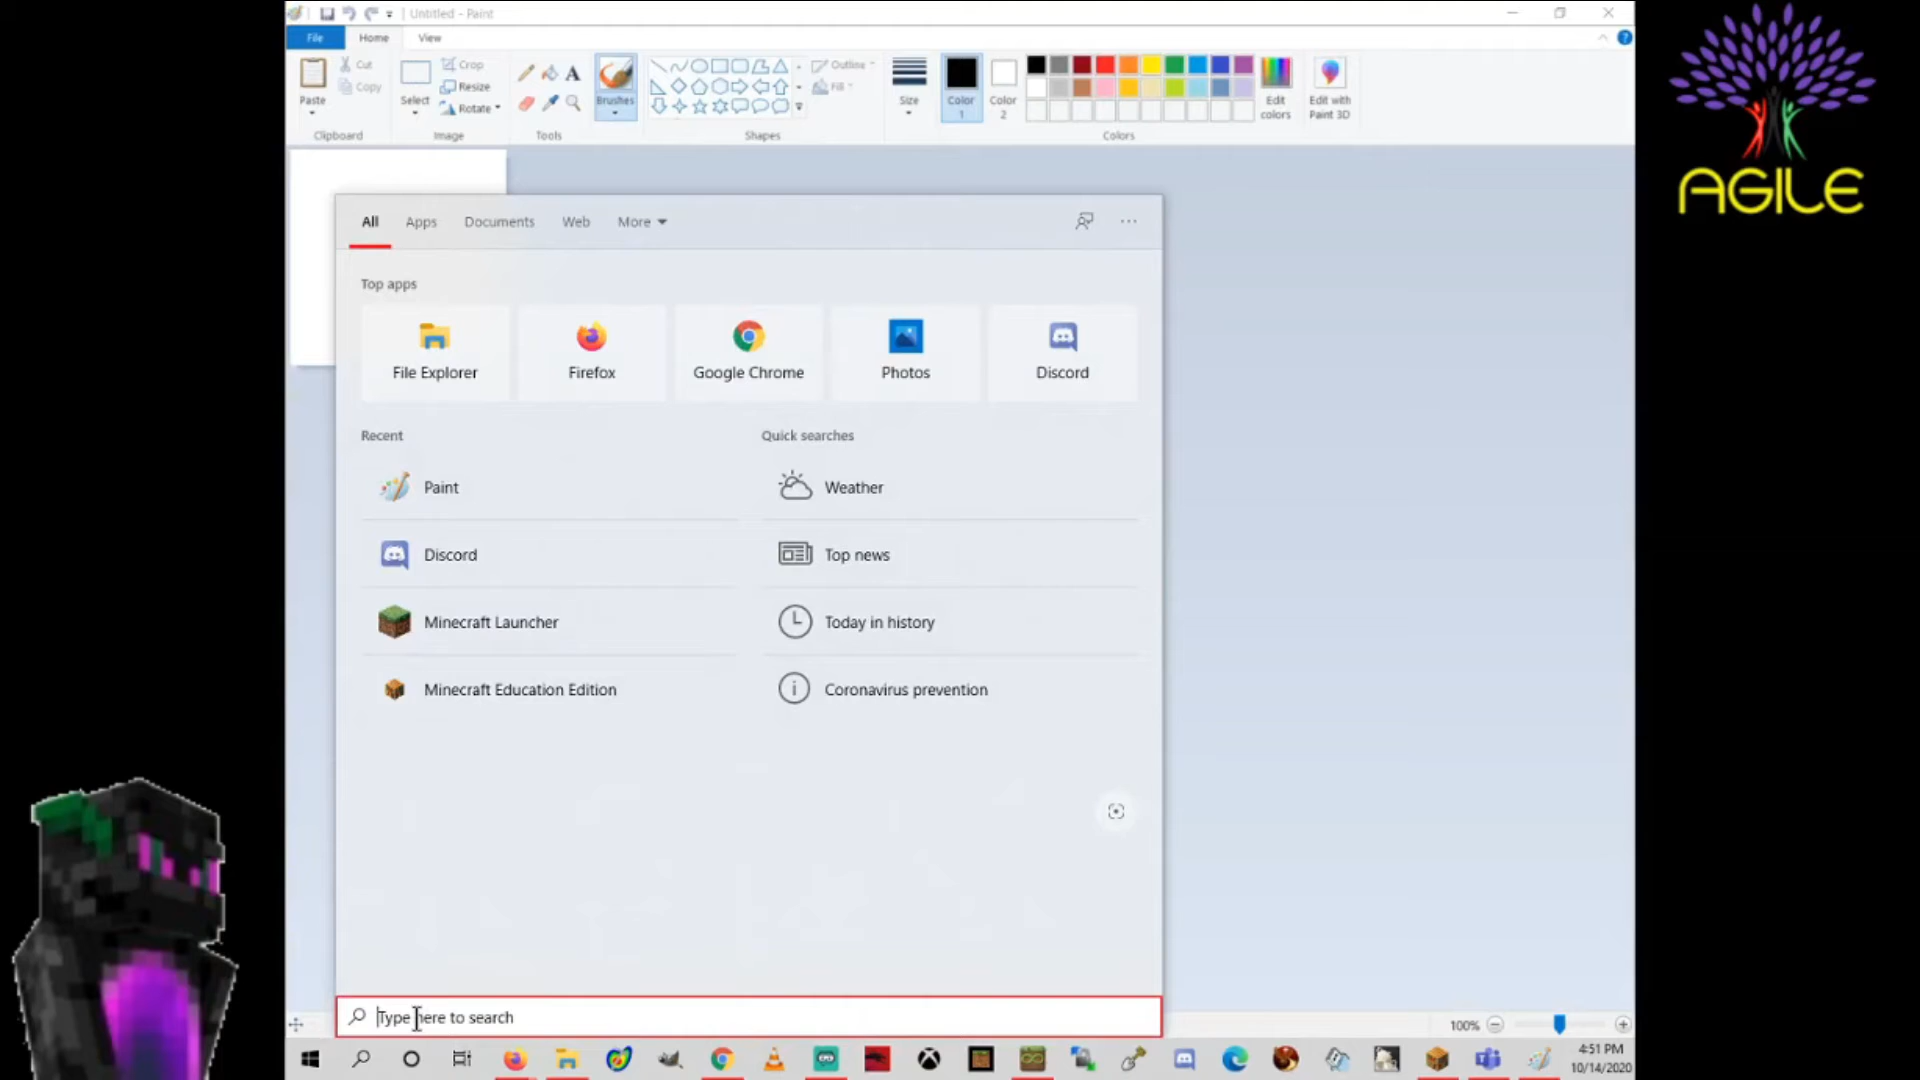 Untitled - Paint
File Home View
Cut
Copy
Paste
Crop
Resize
Rotate
Select
Brushes
Outline
Fill
Size
Color 1
Color 2
Edit colors
Edit with Paint 3D
Clipboard Image Tools Shapes Colors
AGILE
All Apps Documents Web More
Top apps
File Explorer Firefox Google Chrome Photos Discord
Recent Quick searches
Paint Weather
Discord Top news
Minecraft Launcher Today in history
Minecraft Education Edition Coronavirus prevention
Type here to search
100%
4:51 PM
10/14/2020